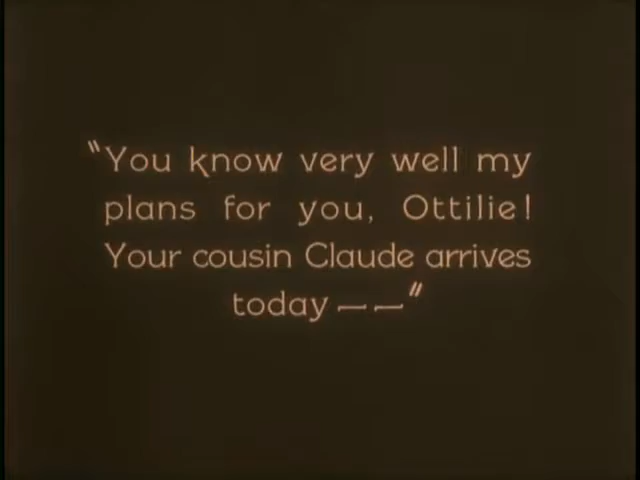 "You know very well my
plans for you, Ottilie!
Your cousin Claude arrives
today — —"